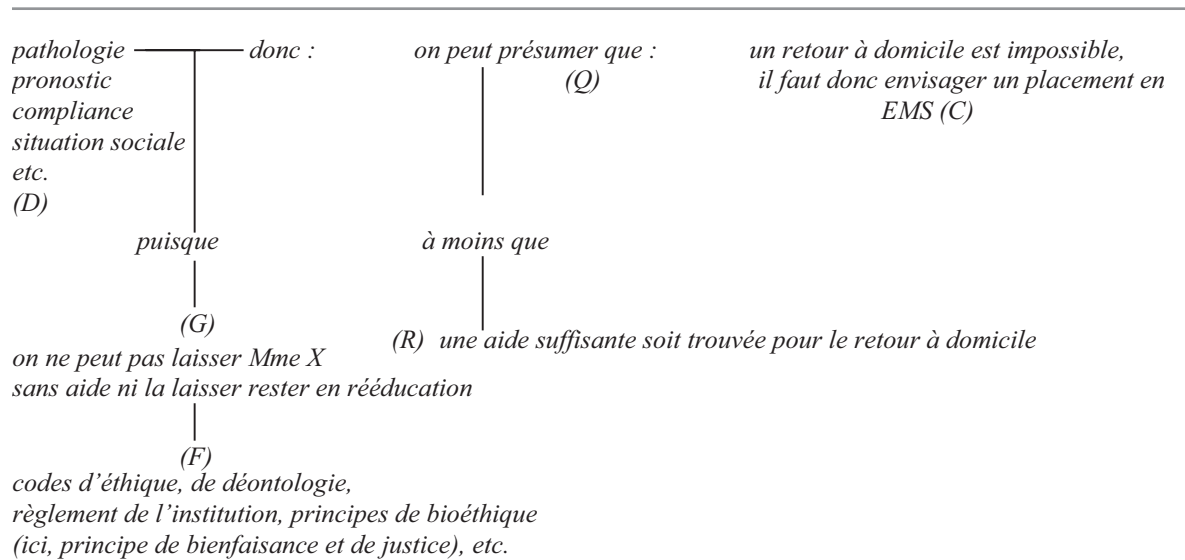 pathologie donc : on peut présumer que : un retour à domicile est impossible,
pronostic (Q) il faut donc envisager un placement en
compliance EMS (C)
situation sociale
etc.
(D)
puisque à moins que
(G)
(R) une aide suffisante soit trouvée pour le retour à domicile
on ne peut pas laisser Mme X
sans aide ni la laisser rester en rééducation
(F)
codes d’éthique, de déontologie,
règlement de l’institution, principes de bioéthique
(ici, principe de bienfaisance et de justice), etc.